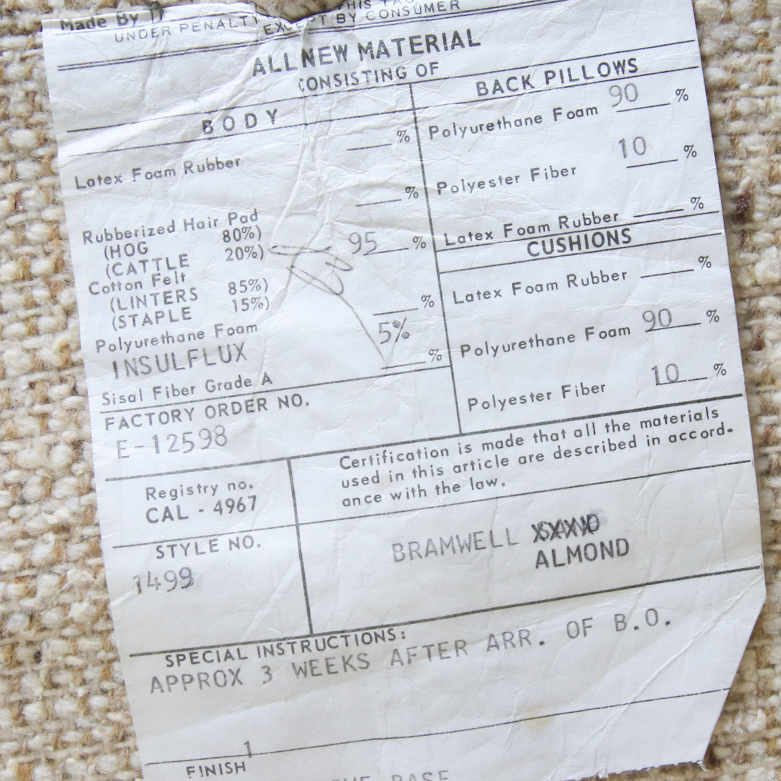 Made By
THIS TAG
UNDER PENALTY EXCEPT BY CONSUMER
ALL NEW MATERIAL
CONSISTING OF
BODY
Latex Foam Rubber %
%
Rubberized Hair Pad
(HOG 80%)
(CATTLE 20%) 95 %
Cotton Felt
(LINTERS 85%)
(STAPLE 15%) %
Polyurethane Foam 5%
INSULFLUX %
Sisal Fiber Grade A
BACK PILLOWS
Polyurethane Foam 90 %
Polyester Fiber 10 %
Latex Foam Rubber %
CUSHIONS
Latex Foam Rubber %
Polyurethane Foam 90 %
Polyester Fiber 10 %
FACTORY ORDER NO.
E-12598
Registry no.
CAL - 4967
Certification is made that all the materials
used in this article are described in accord-
ance with the law.
STYLE NO.
1499
BRAMWELL
ALMOND
SPECIAL INSTRUCTIONS:
APPROX 3 WEEKS AFTER ARR. OF B.O.
1
FINISH
BASE